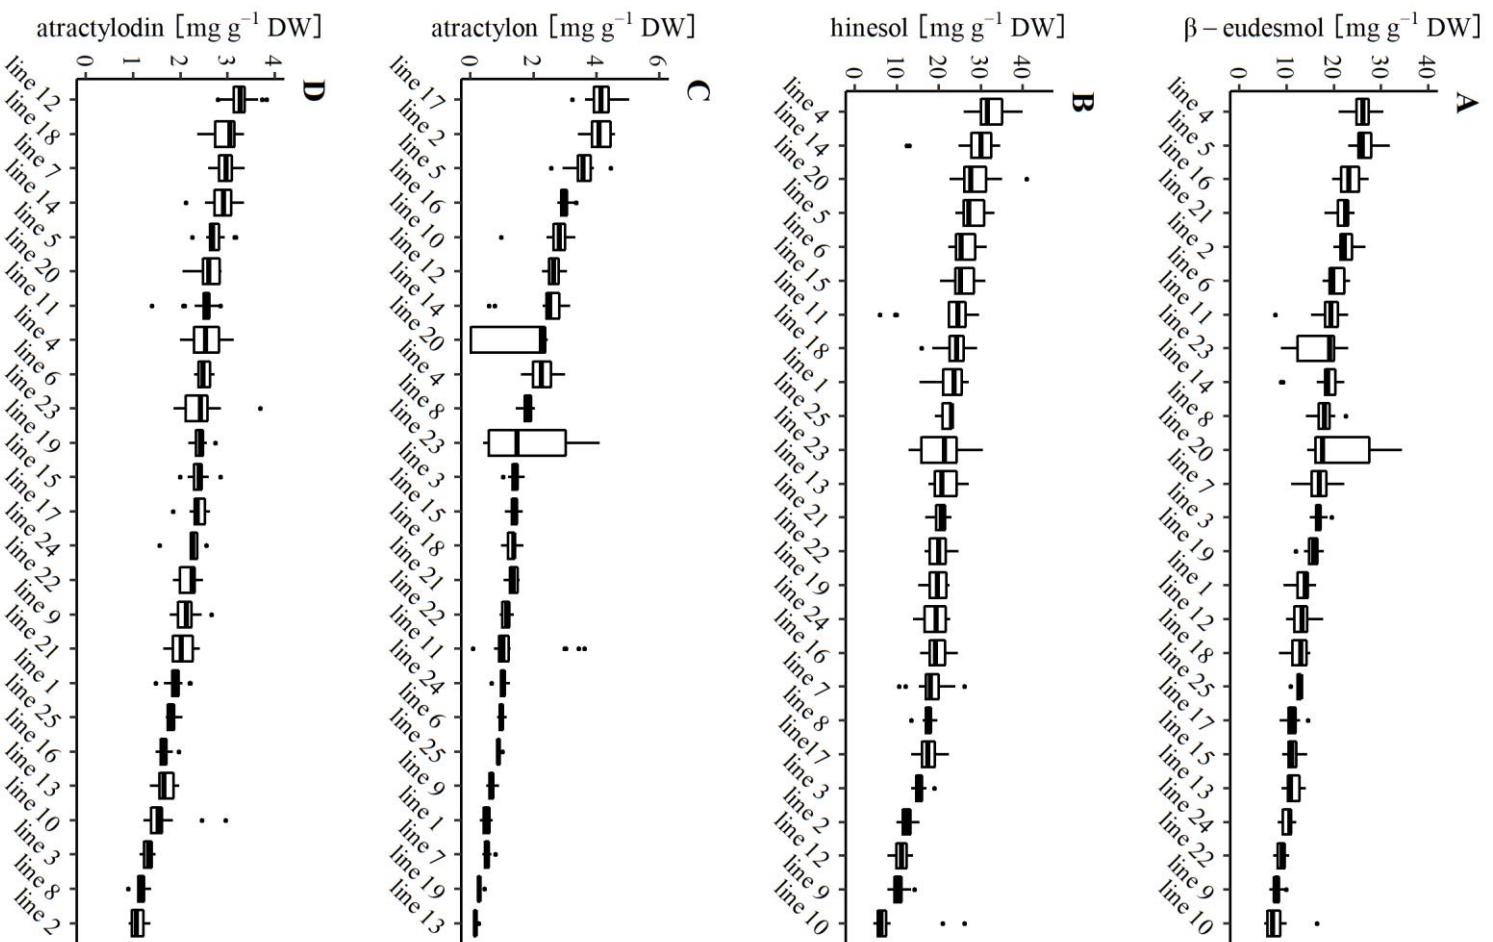 A
β – eudesmol [mg g⁻¹ DW]
0 10 20 30 40
line 4
line 5
line 16
line 21
line 2
line 6
line 11
line 23
line 14
line 8
line 20
line 7
line 3
line 19
line 1
line 12
line 18
line 25
line 17
line 15
line 13
line 24
line 22
line 9
line 10
B
hinesol [mg g⁻¹ DW]
0 10 20 30 40
line 4
line 14
line 20
line 5
line 6
line 15
line 11
line 18
line 1
line 25
line 23
line 13
line 21
line 22
line 19
line 24
line 16
line 7
line 8
line17
line 3
line 2
line 12
line 9
line 10
C
atractylon [mg g⁻¹ DW]
0 2 4 6
line 17
line 2
line 5
line 16
line 10
line 12
line 14
line 20
line 4
line 8
line 23
line 3
line 15
line 18
line 21
line 22
line 11
line 24
line 6
line 25
line 9
line 1
line 7
line 19
line 13
D
atractylodin [mg g⁻¹ DW]
0 1 2 3 4
line 12
line 18
line 7
line 14
line 5
line 20
line 11
line 4
line 6
line 23
line 19
line 15
line 17
line 24
line 22
line 9
line 21
line 1
line 25
line 16
line 13
line 10
line 3
line 8
line 2